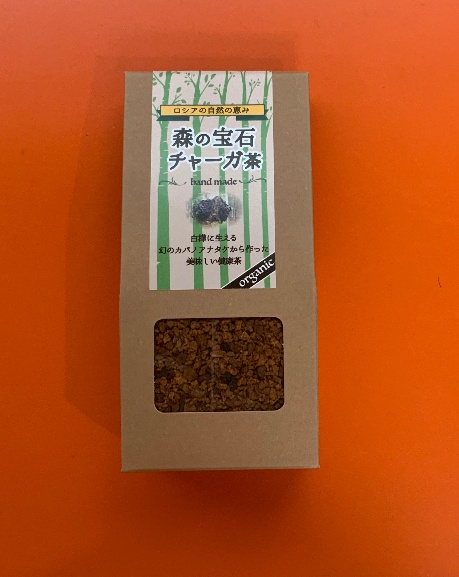 ロシアの自然の恵み
森の宝石
チャーガ茶
hand made
白樺に生える
幻のカバノアナタケから作った
美味しい健康茶
organic